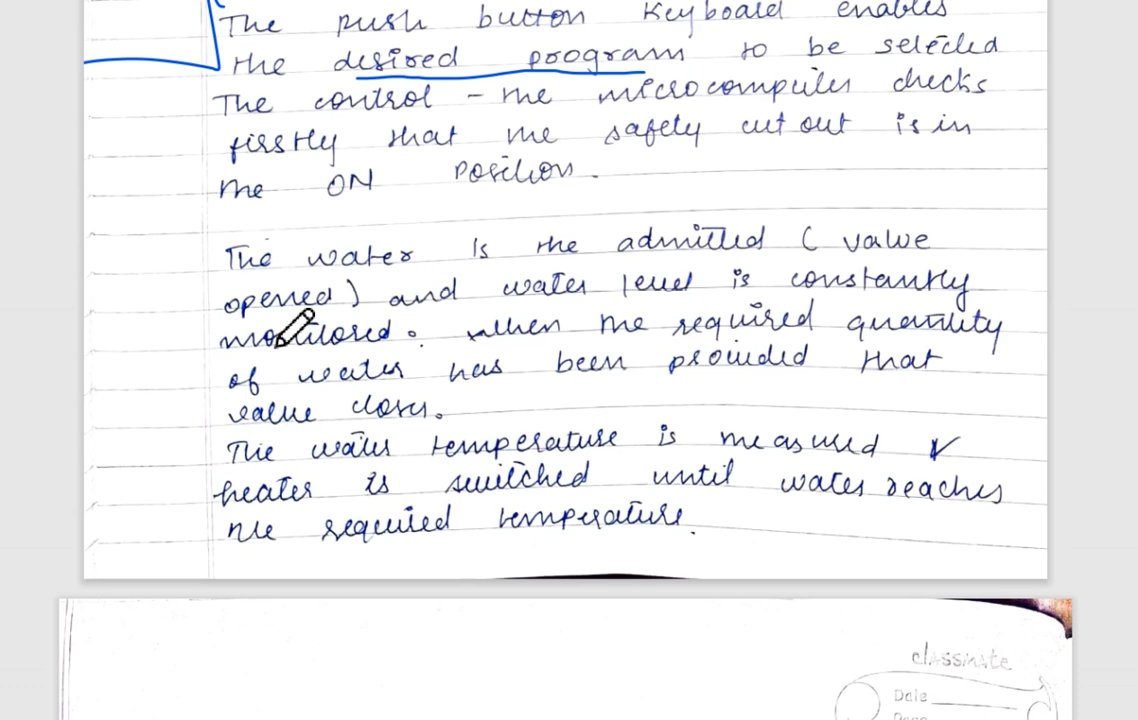 The push button keyboard enables
the desired program to be selected
The control - the microcomputer checks
firstly that the safety cut out is in
the ON position.
The water is the admitted ( value
opened) and water level is constantly
monitored. when the required quantity
of water has been provided that
value closes.
The water temperature is measured &
heater is switched until water reaches
the required temperature.
classmate
Date